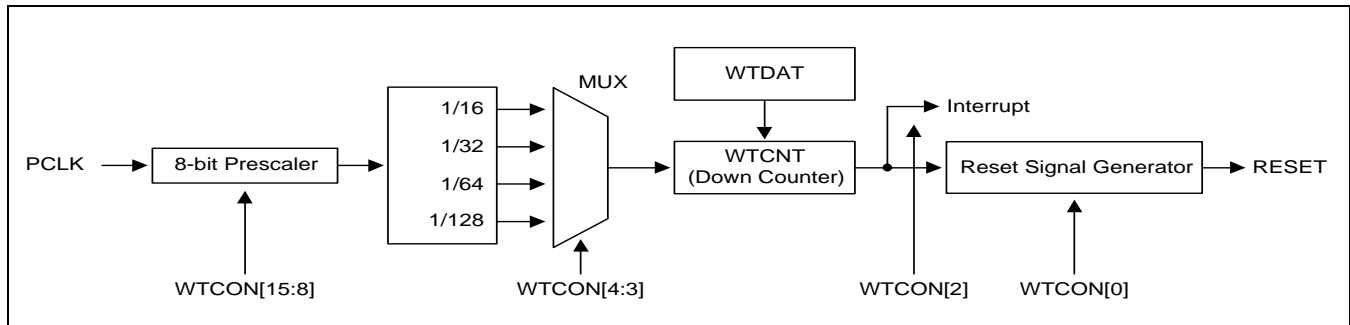 WTDAT
MUX
1/16
Interrupt
1/32
PCLK
8-bit Prescaler
WTCNT
(Down Counter)
Reset Signal Generator
RESET
1/64
1/128
WTCON[15:8]
WTCON[4:3]
WTCON[2]
WTCON[0]